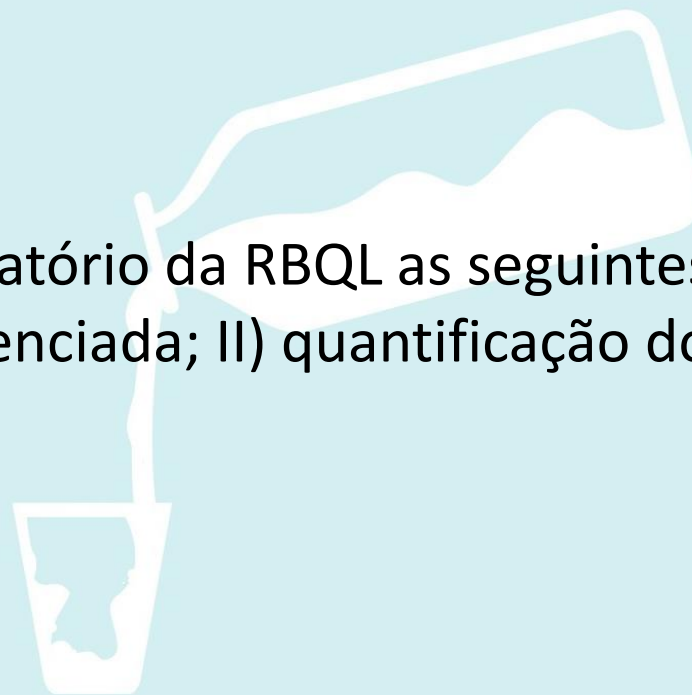 atório da RBQL as seguintes
enciada; II) quantificação do